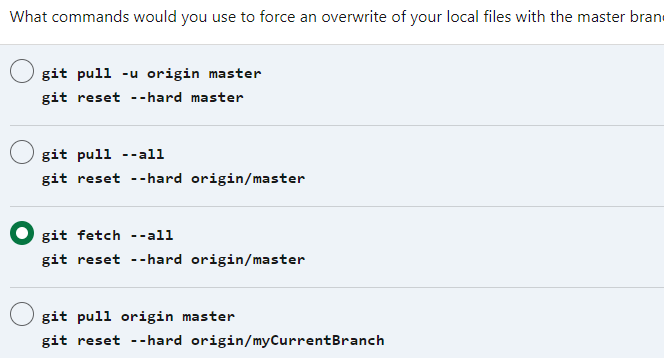 What commands would you use to force an overwrite of your local files with the master
git pull -u origin master
git reset --hard master
git pull --all
git reset --hard origin/master
git fetch --all
git reset --hard origin/master
git pull origin master
git reset --hard origin/myCurrentBranch